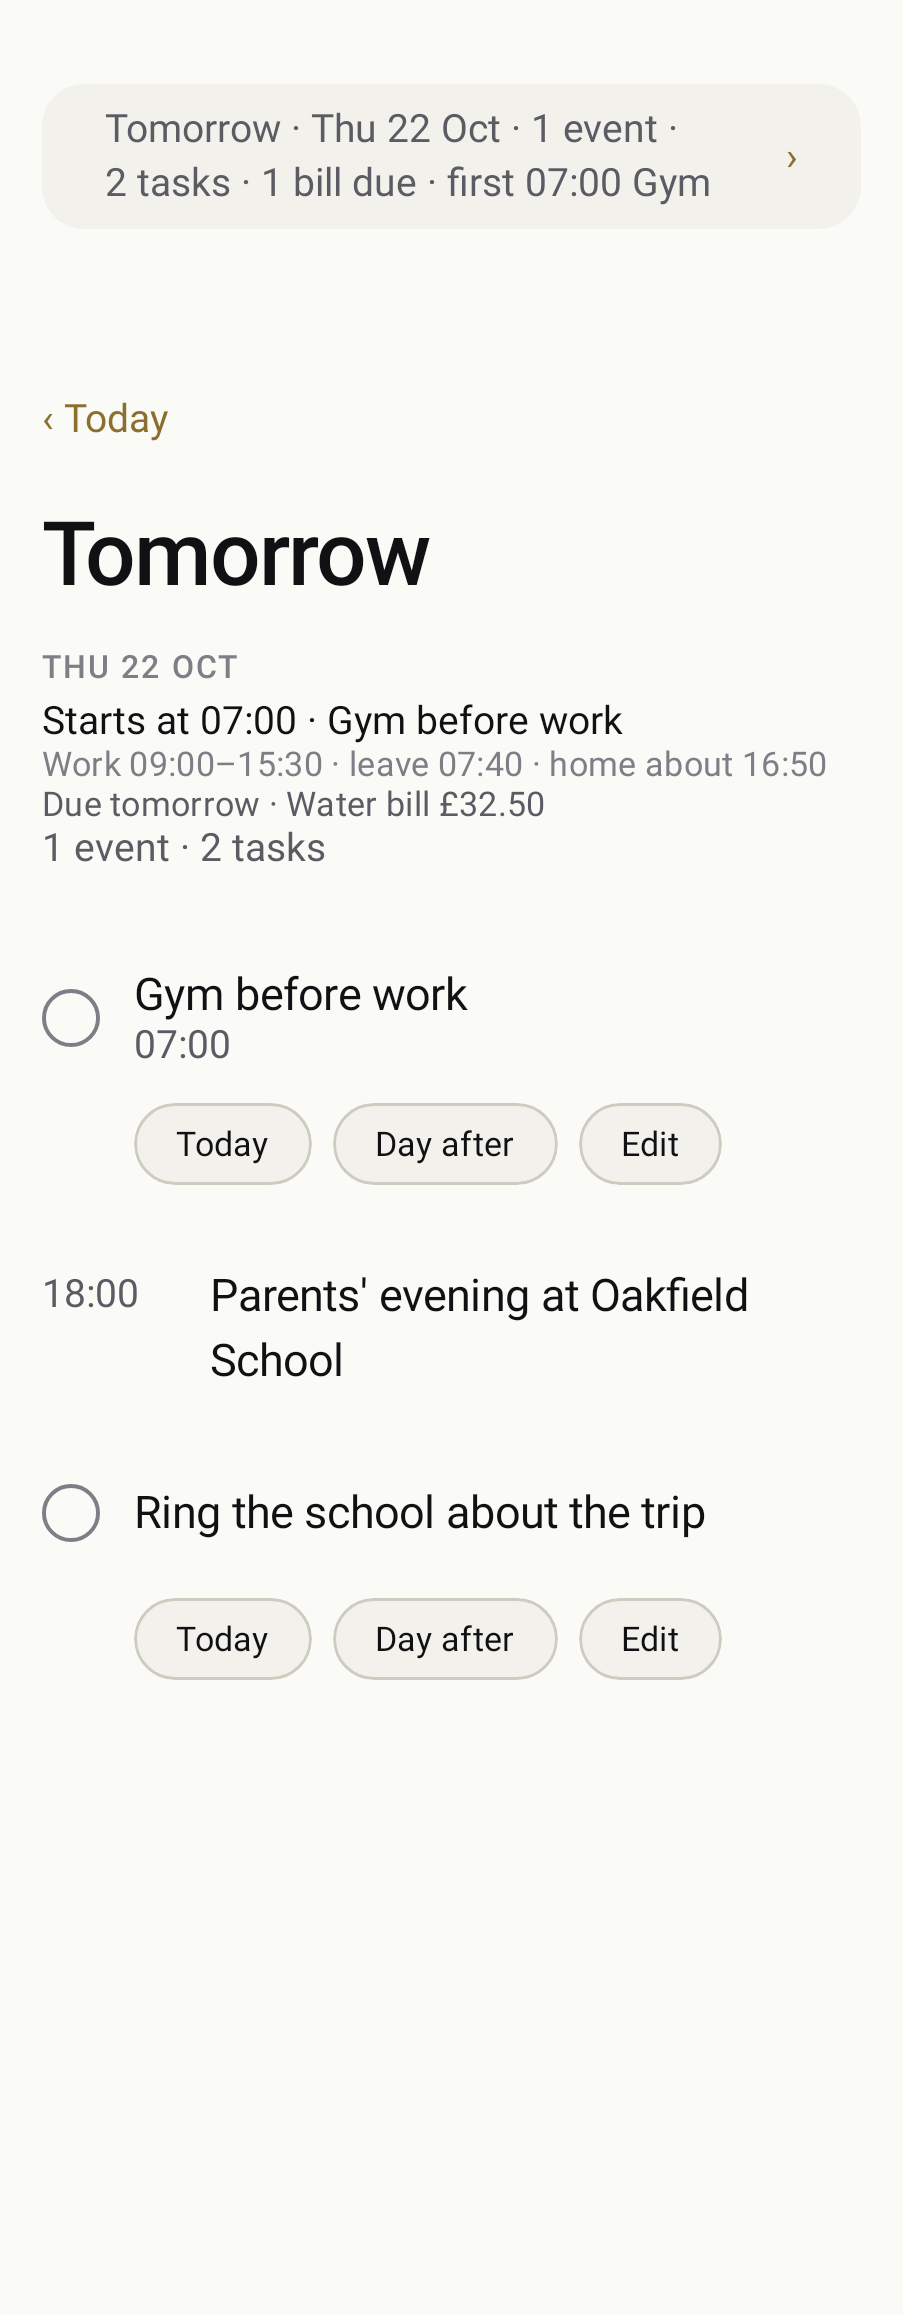 Tomorrow · Thu 22 Oct · 1 event ·
2 tasks · 1 bill due · first 07:00 Gym
›
‹ Today
Tomorrow
THU 22 OCT
Starts at 07:00 · Gym before work
Work 09:00–15:30 · leave 07:40 · home about 16:50
Due tomorrow · Water bill £32.50
1 event · 2 tasks
Gym before work
07:00
Today Day after Edit
18:00 Parents' evening at Oakfield
School
Ring the school about the trip
Today Day after Edit